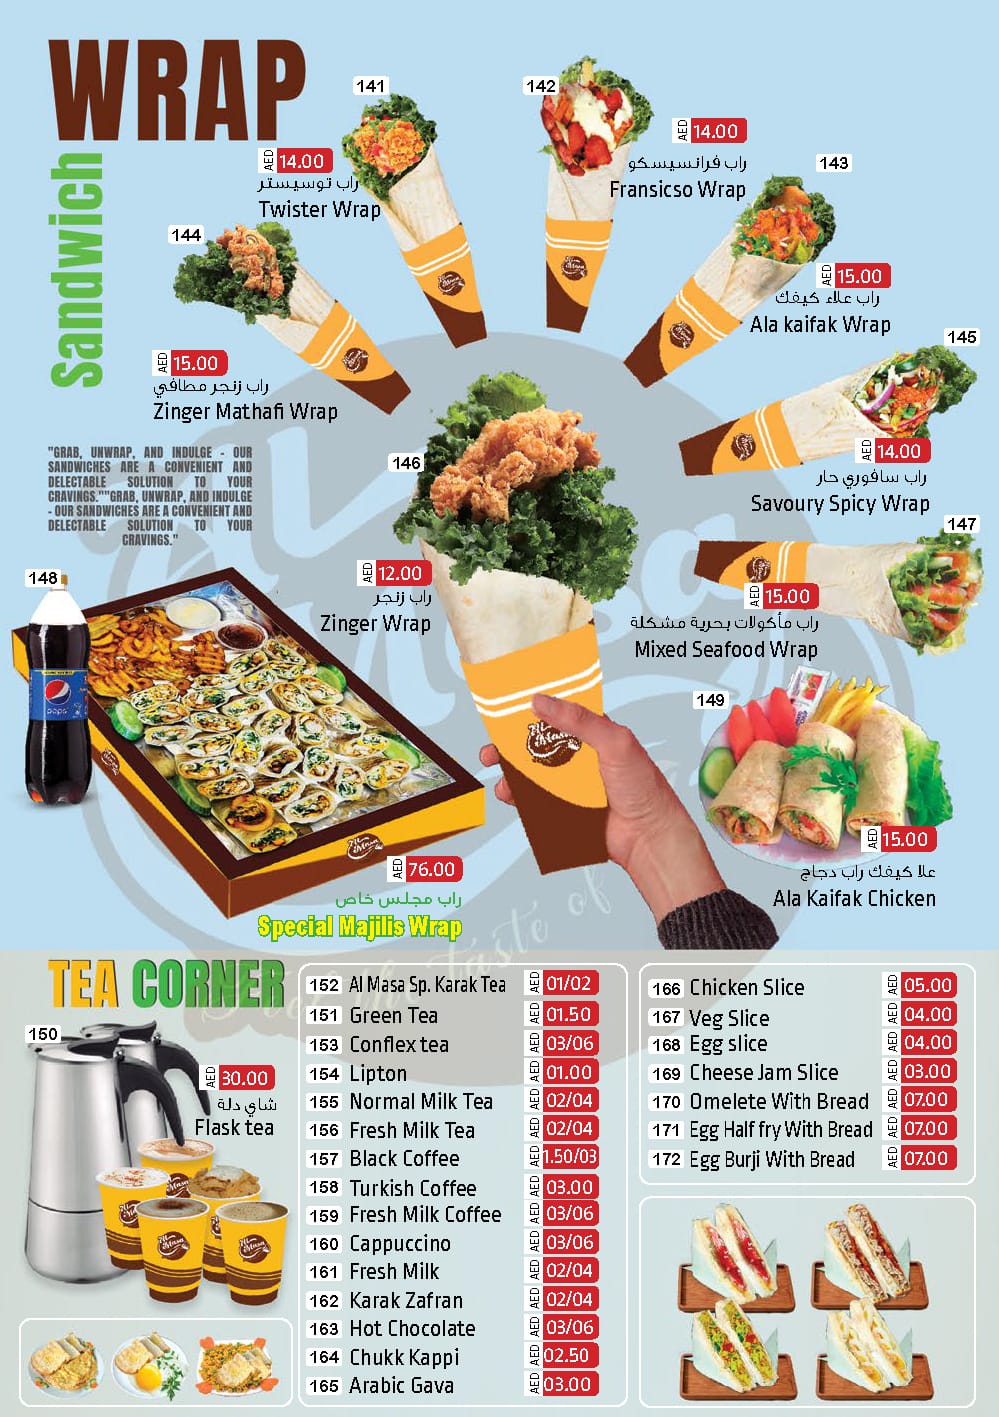 WRAP
Sandwich
141
AED 14.00
راب توسيستر
Twister Wrap
142
AED 14.00
راب فرانسيسكو
Fransicso Wrap
143
AED 15.00
راب علاء كيفك
Ala kaifak Wrap
144
AED 15.00
راب زنجر مطافي
Zinger Mathafi Wrap
145
AED 14.00
راب سافوري حار
Savoury Spicy Wrap
"GRAB, UNWRAP, AND INDULGE - OUR
SANDWICHES ARE A CONVENIENT AND
DELECTABLE SOLUTION TO YOUR
CRAVINGS.""GRAB, UNWRAP, AND INDULGE
- OUR SANDWICHES ARE A CONVENIENT AND
DELECTABLE SOLUTION TO YOUR
CRAVINGS."
146
AED 12.00
راب زنجر
Zinger Wrap
147
AED 15.00
راب مأكولات بحرية مشكلة
Mixed Seafood Wrap
148
pepsi
Al Masa
AED 76.00
راب مجلس خاص
Special Majilis Wrap
149
AED 15.00
علا كيفك راب دجاج
Ala Kaifak Chicken
TEA CORNER
150
AED 30.00
شاي دلة
Flask tea
152 Al Masa Sp. Karak Tea AED 01/02
151 Green Tea AED 01.50
153 Conflex tea AED 03/06
154 Lipton AED 01.00
155 Normal Milk Tea AED 02/04
156 Fresh Milk Tea AED 02/04
157 Black Coffee AED 1.50/03
158 Turkish Coffee AED 03.00
159 Fresh Milk Coffee AED 03/06
160 Cappuccino AED 03/06
161 Fresh Milk AED 02/04
162 Karak Zafran AED 02/04
163 Hot Chocolate AED 03/06
164 Chukk Kappi AED 02.50
165 Arabic Gava AED 03.00
166 Chicken Slice AED 05.00
167 Veg Slice AED 04.00
168 Egg slice AED 04.00
169 Cheese Jam Slice AED 03.00
170 Omelete With Bread AED 07.00
171 Egg Half fry With Bread AED 07.00
172 Egg Burji With Bread AED 07.00